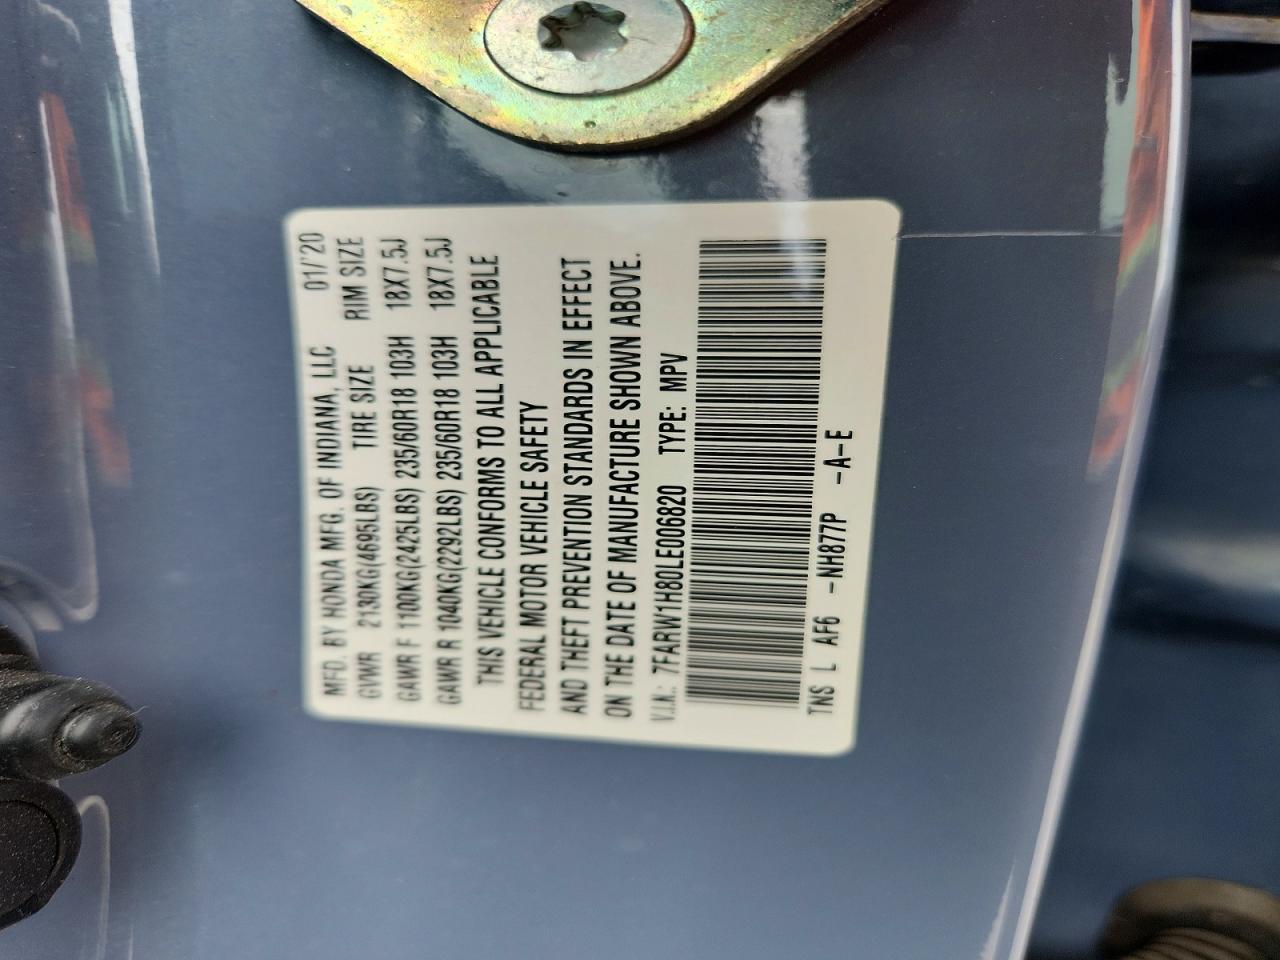 MFD. BY HONDA MFG. OF INDIANA, LLC 01/'20
GVWR 2130KG(4695LBS) TIRE SIZE RIM SIZE
GAWR F 1100KG(2425LBS) 235/60R18 103H 18X7.5J
GAWR R 1040KG(2292LBS) 235/60R18 103H 18X7.5J
THIS VEHICLE CONFORMS TO ALL APPLICABLE
FEDERAL MOTOR VEHICLE SAFETY
AND THEFT PREVENTION STANDARDS IN EFFECT
ON THE DATE OF MANUFACTURE SHOWN ABOVE.
V.I.N.: 7FARW1H80LE006820 TYPE: MPV
TNS L AF6 -NH877P -A-E